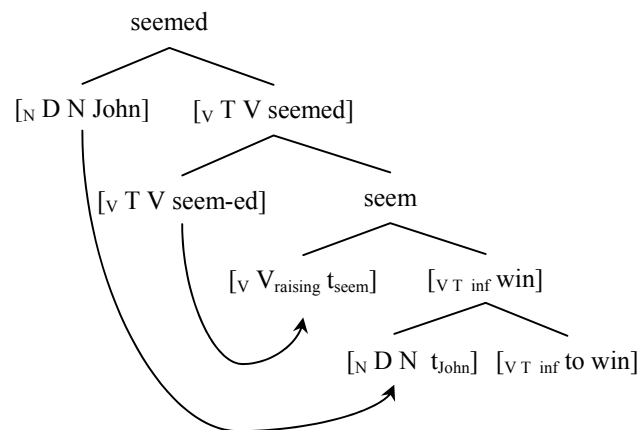 seemed
[N D N John] [V T V seemed]
[V T V seem-ed] seem
[V Vraising tseem] [V T inf win]
[N D N tJohn] [V T inf to win]